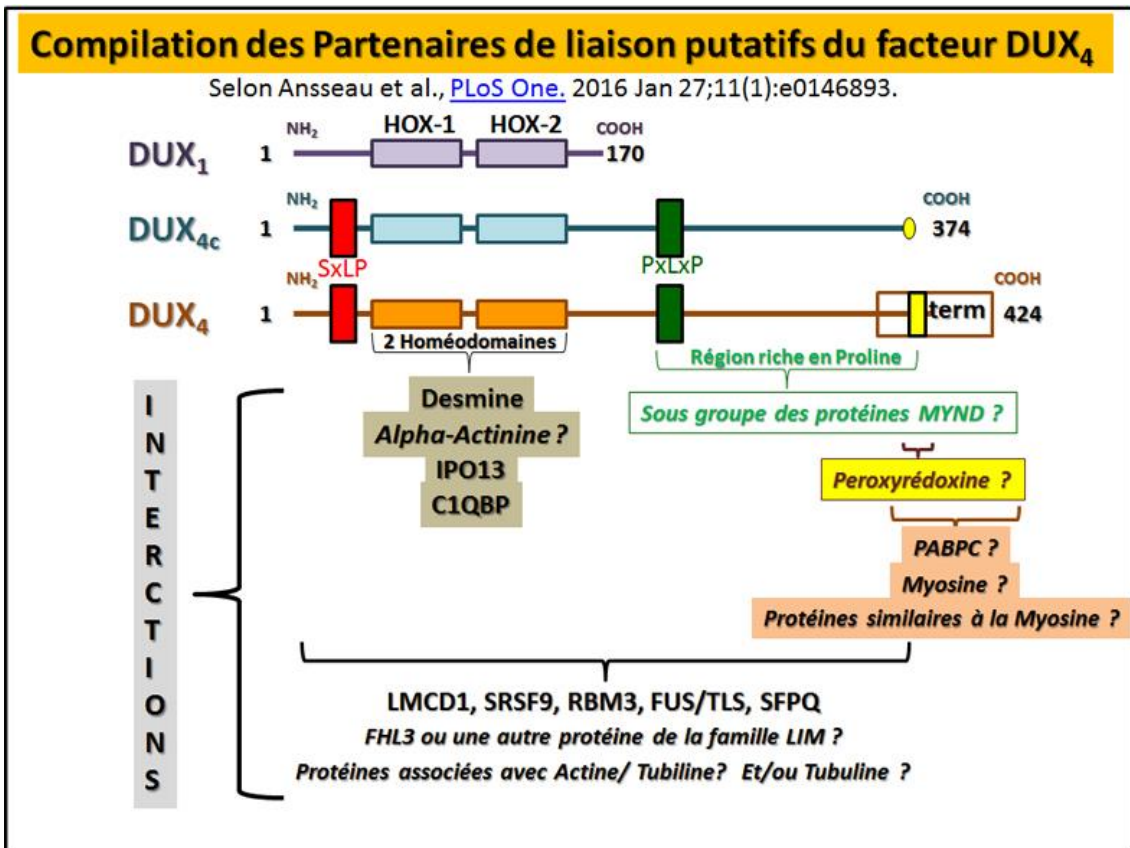 Compilation des Partenaires de liaison putatifs du facteur DUX4
Selon Ansseau et al., PLoS One. 2016 Jan 27;11(1):e0146893.
NH2 HOX-1 HOX-2 COOH
DUX1 1 170
NH2 COOH
DUX4c 1 374
SxLP PxLxP
NH2 COOH
DUX4 1 term 424
2 Homéodomaines
Région riche en Proline
INTERCTIONS
Desmine
Alpha-Actinine ?
IPO13
C1QBP
Sous groupe des protéines MYND ?
Peroxyrédoxine ?
PABPC ?
Myosine ?
Protéines similaires à la Myosine ?
LMCD1, SRSF9, RBM3, FUS/TLS, SFPQ
FHL3 ou une autre protéine de la famille LIM ?
Protéines associées avec Actine/ Tubiline? Et/ou Tubuline ?